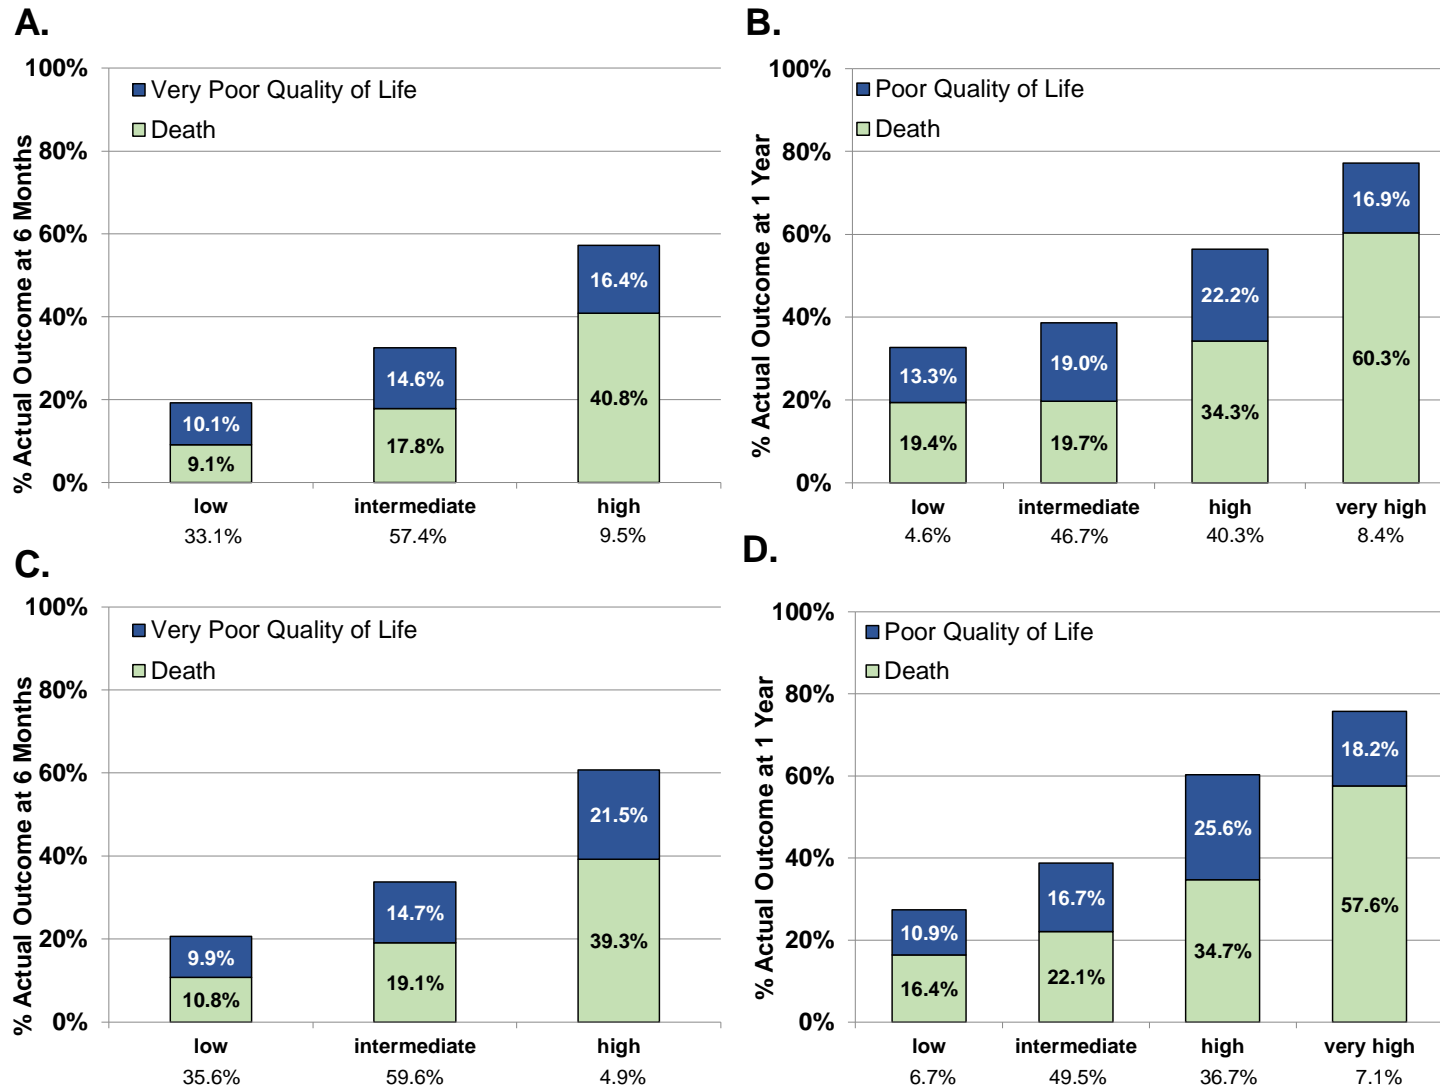 A.
% Actual Outcome at 6 Months
100%
80%
60%
40%
20%
0%
Very Poor Quality of Life
Death
10.1%
9.1%
14.6%
17.8%
16.4%
40.8%
low intermediate high
33.1% 57.4% 9.5%
B.
% Actual Outcome at 1 Year
100%
80%
60%
40%
20%
0%
Poor Quality of Life
Death
13.3%
19.4%
19.0%
19.7%
22.2%
34.3%
16.9%
60.3%
low intermediate high very high
4.6% 46.7% 40.3% 8.4%
C.
% Actual Outcome at 6 Months
100%
80%
60%
40%
20%
0%
Very Poor Quality of Life
Death
9.9%
10.8%
14.7%
19.1%
21.5%
39.3%
low intermediate high
35.6% 59.6% 4.9%
D.
% Actual Outcome at 1 Year
100%
80%
60%
40%
20%
0%
Poor Quality of Life
Death
10.9%
16.4%
16.7%
22.1%
25.6%
34.7%
18.2%
57.6%
low intermediate high very high
6.7% 49.5% 36.7% 7.1%